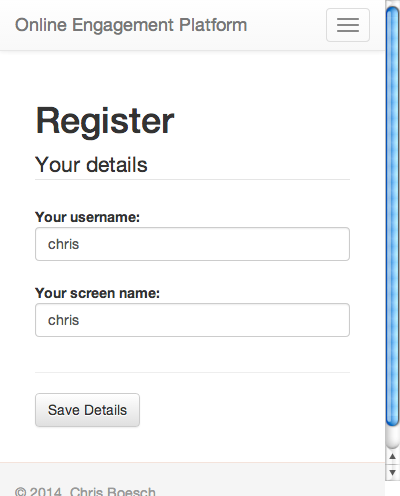 Online Engagement Platform
Register
Your details
Your username:
chris
Your screen name:
chris
Save Details
© 2014, Chris Boesch